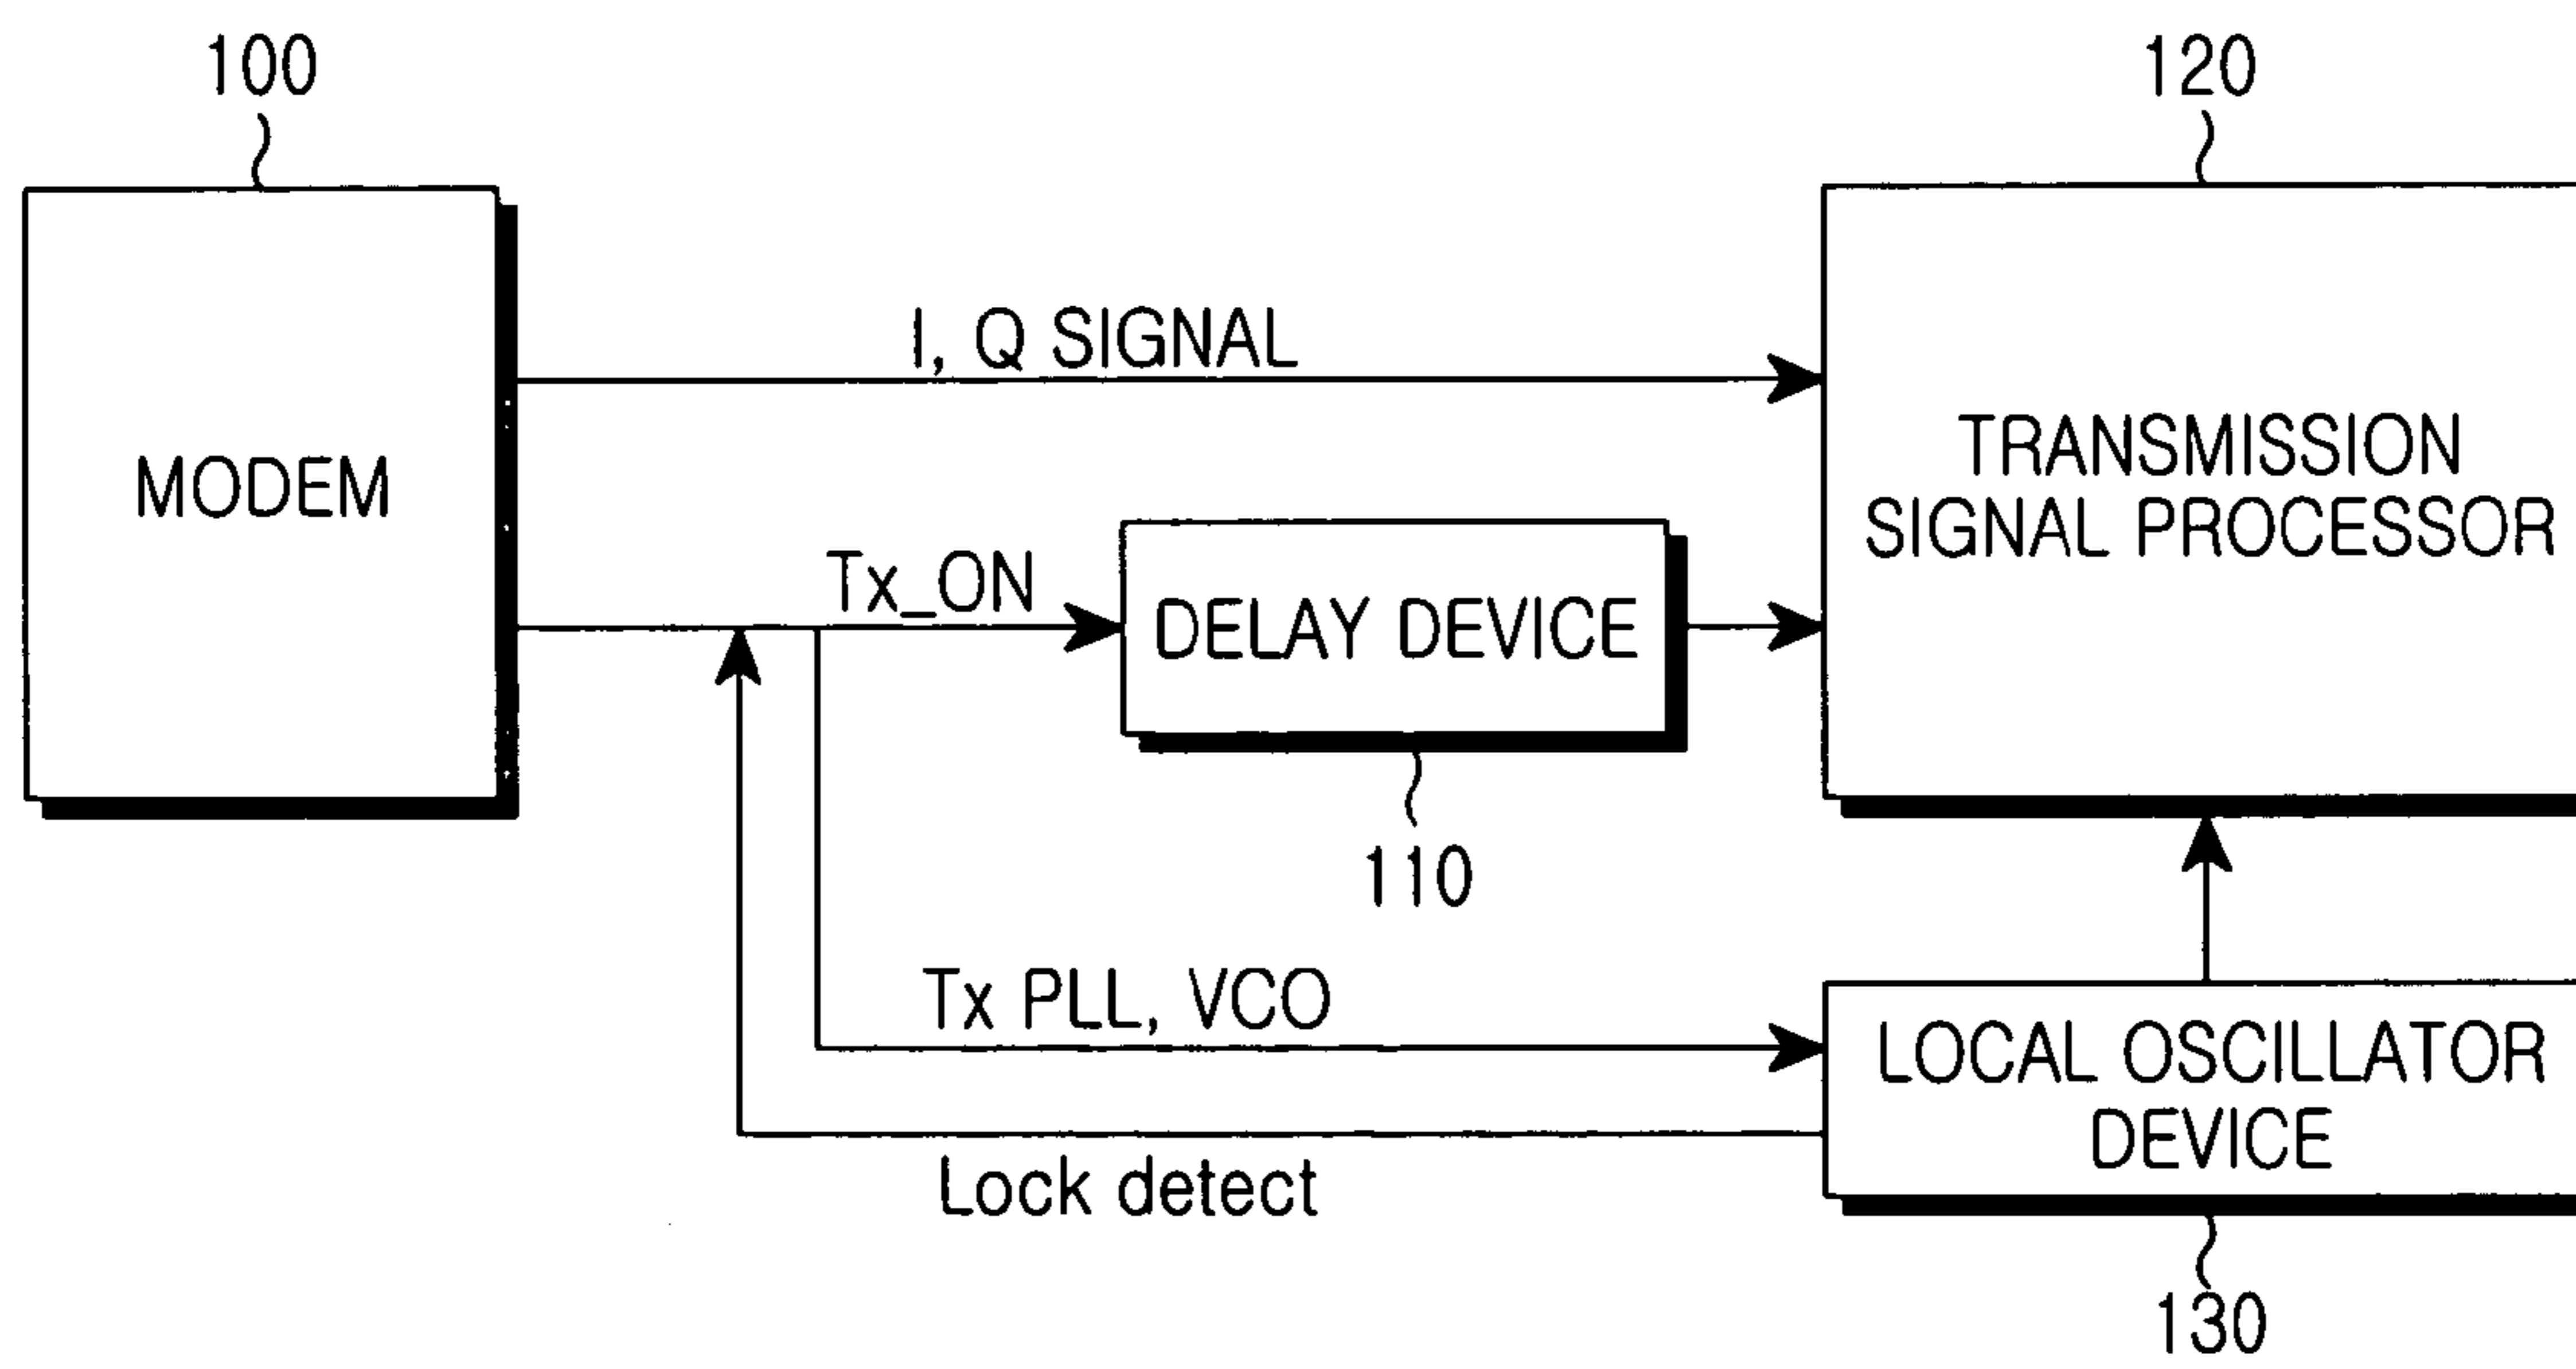 100
120
I, Q SIGNAL
MODEM
TRANSMISSION
SIGNAL PROCESSOR
Tx_ON
DELAY DEVICE
110
Tx PLL, VCO
LOCAL OSCILLATOR
DEVICE
Lock detect
130